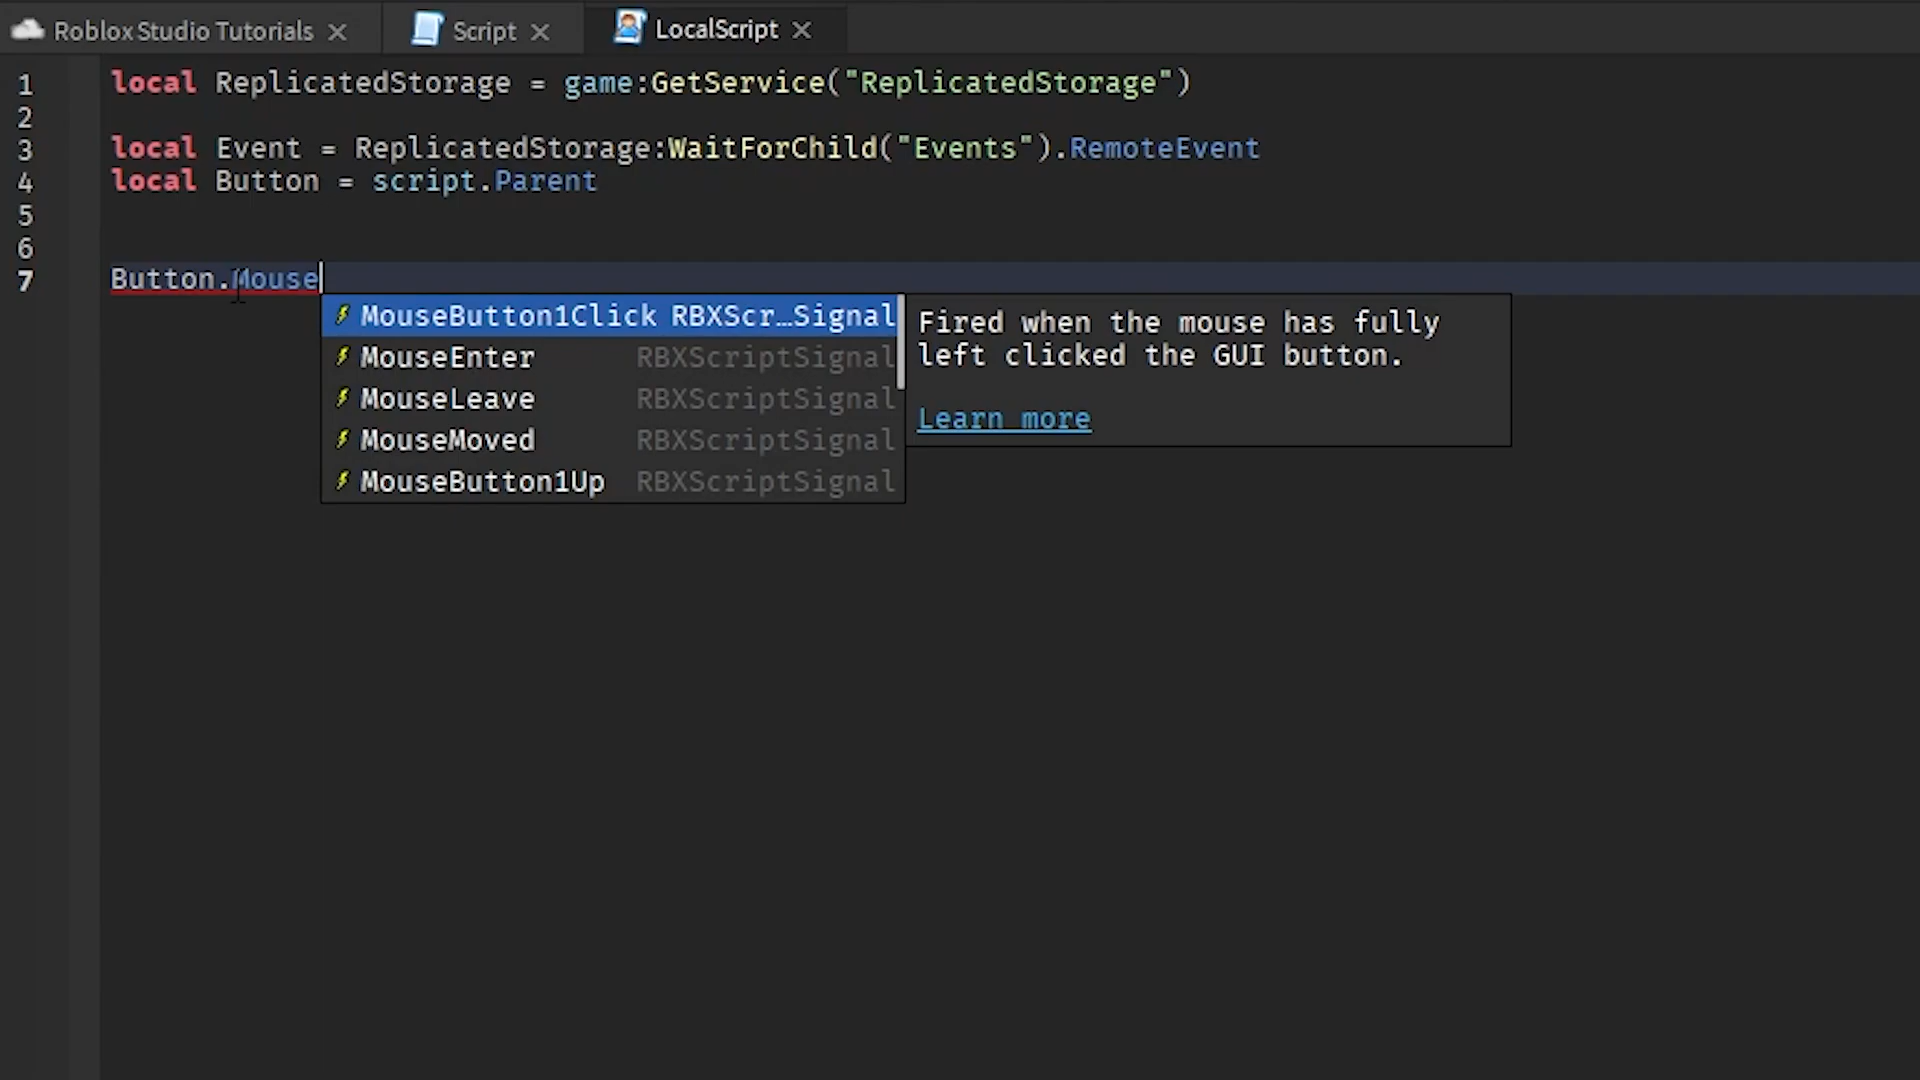 Roblox Studio Tutorials
Script
LocalScript
1 local ReplicatedStorage = game:GetService("ReplicatedStorage")
2
3 local Event = ReplicatedStorage:WaitForChild("Events").RemoteEvent
4 local Button = script.Parent
5
6
7 Button.Mouse
MouseButton1Click RBXScr…Signal
MouseEnter RBXScriptSignal
MouseLeave RBXScriptSignal
MouseMoved RBXScriptSignal
MouseButton1Up RBXScriptSignal
Fired when the mouse has fully
left clicked the GUI button.
Learn more